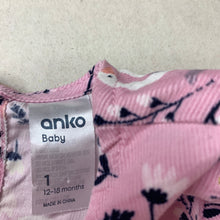 anko
Baby
1
12-18 months
MADE IN CHINA